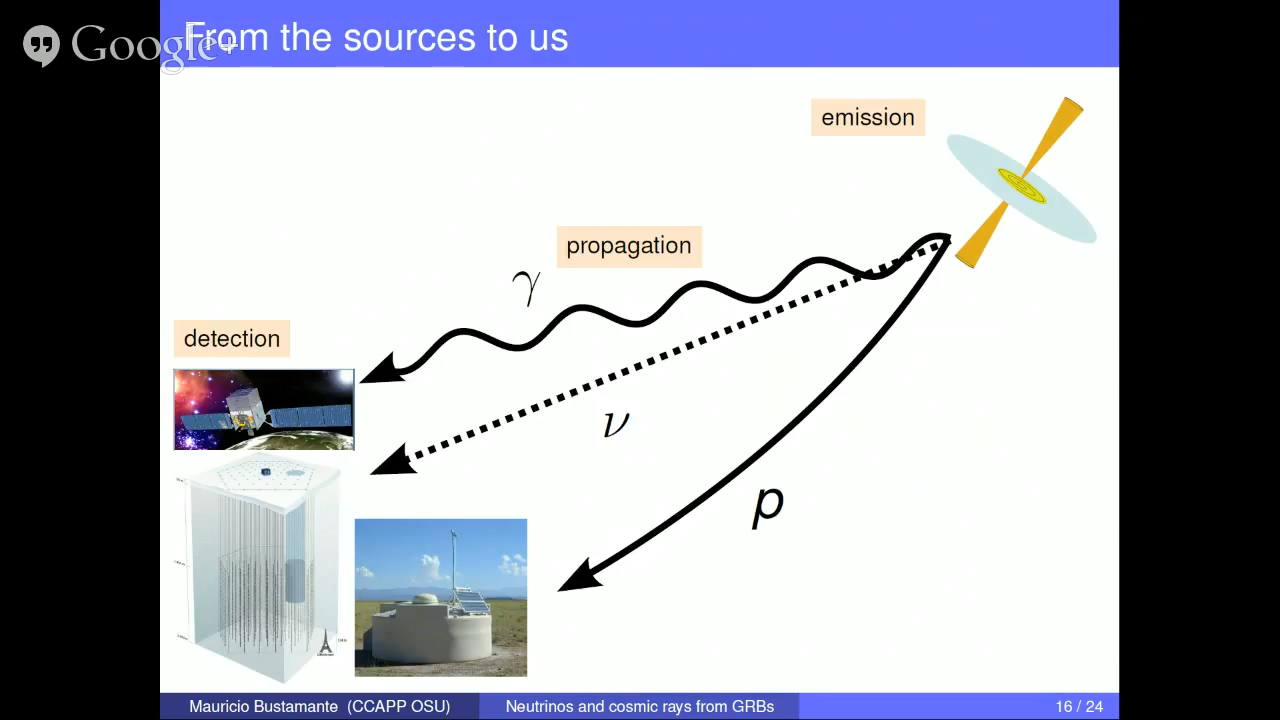 Google+
From the sources to us
emission
propagation
γ
detection
ν
p
Mauricio Bustamante (CCAPP OSU)
Neutrinos and cosmic rays from GRBs
16 / 24